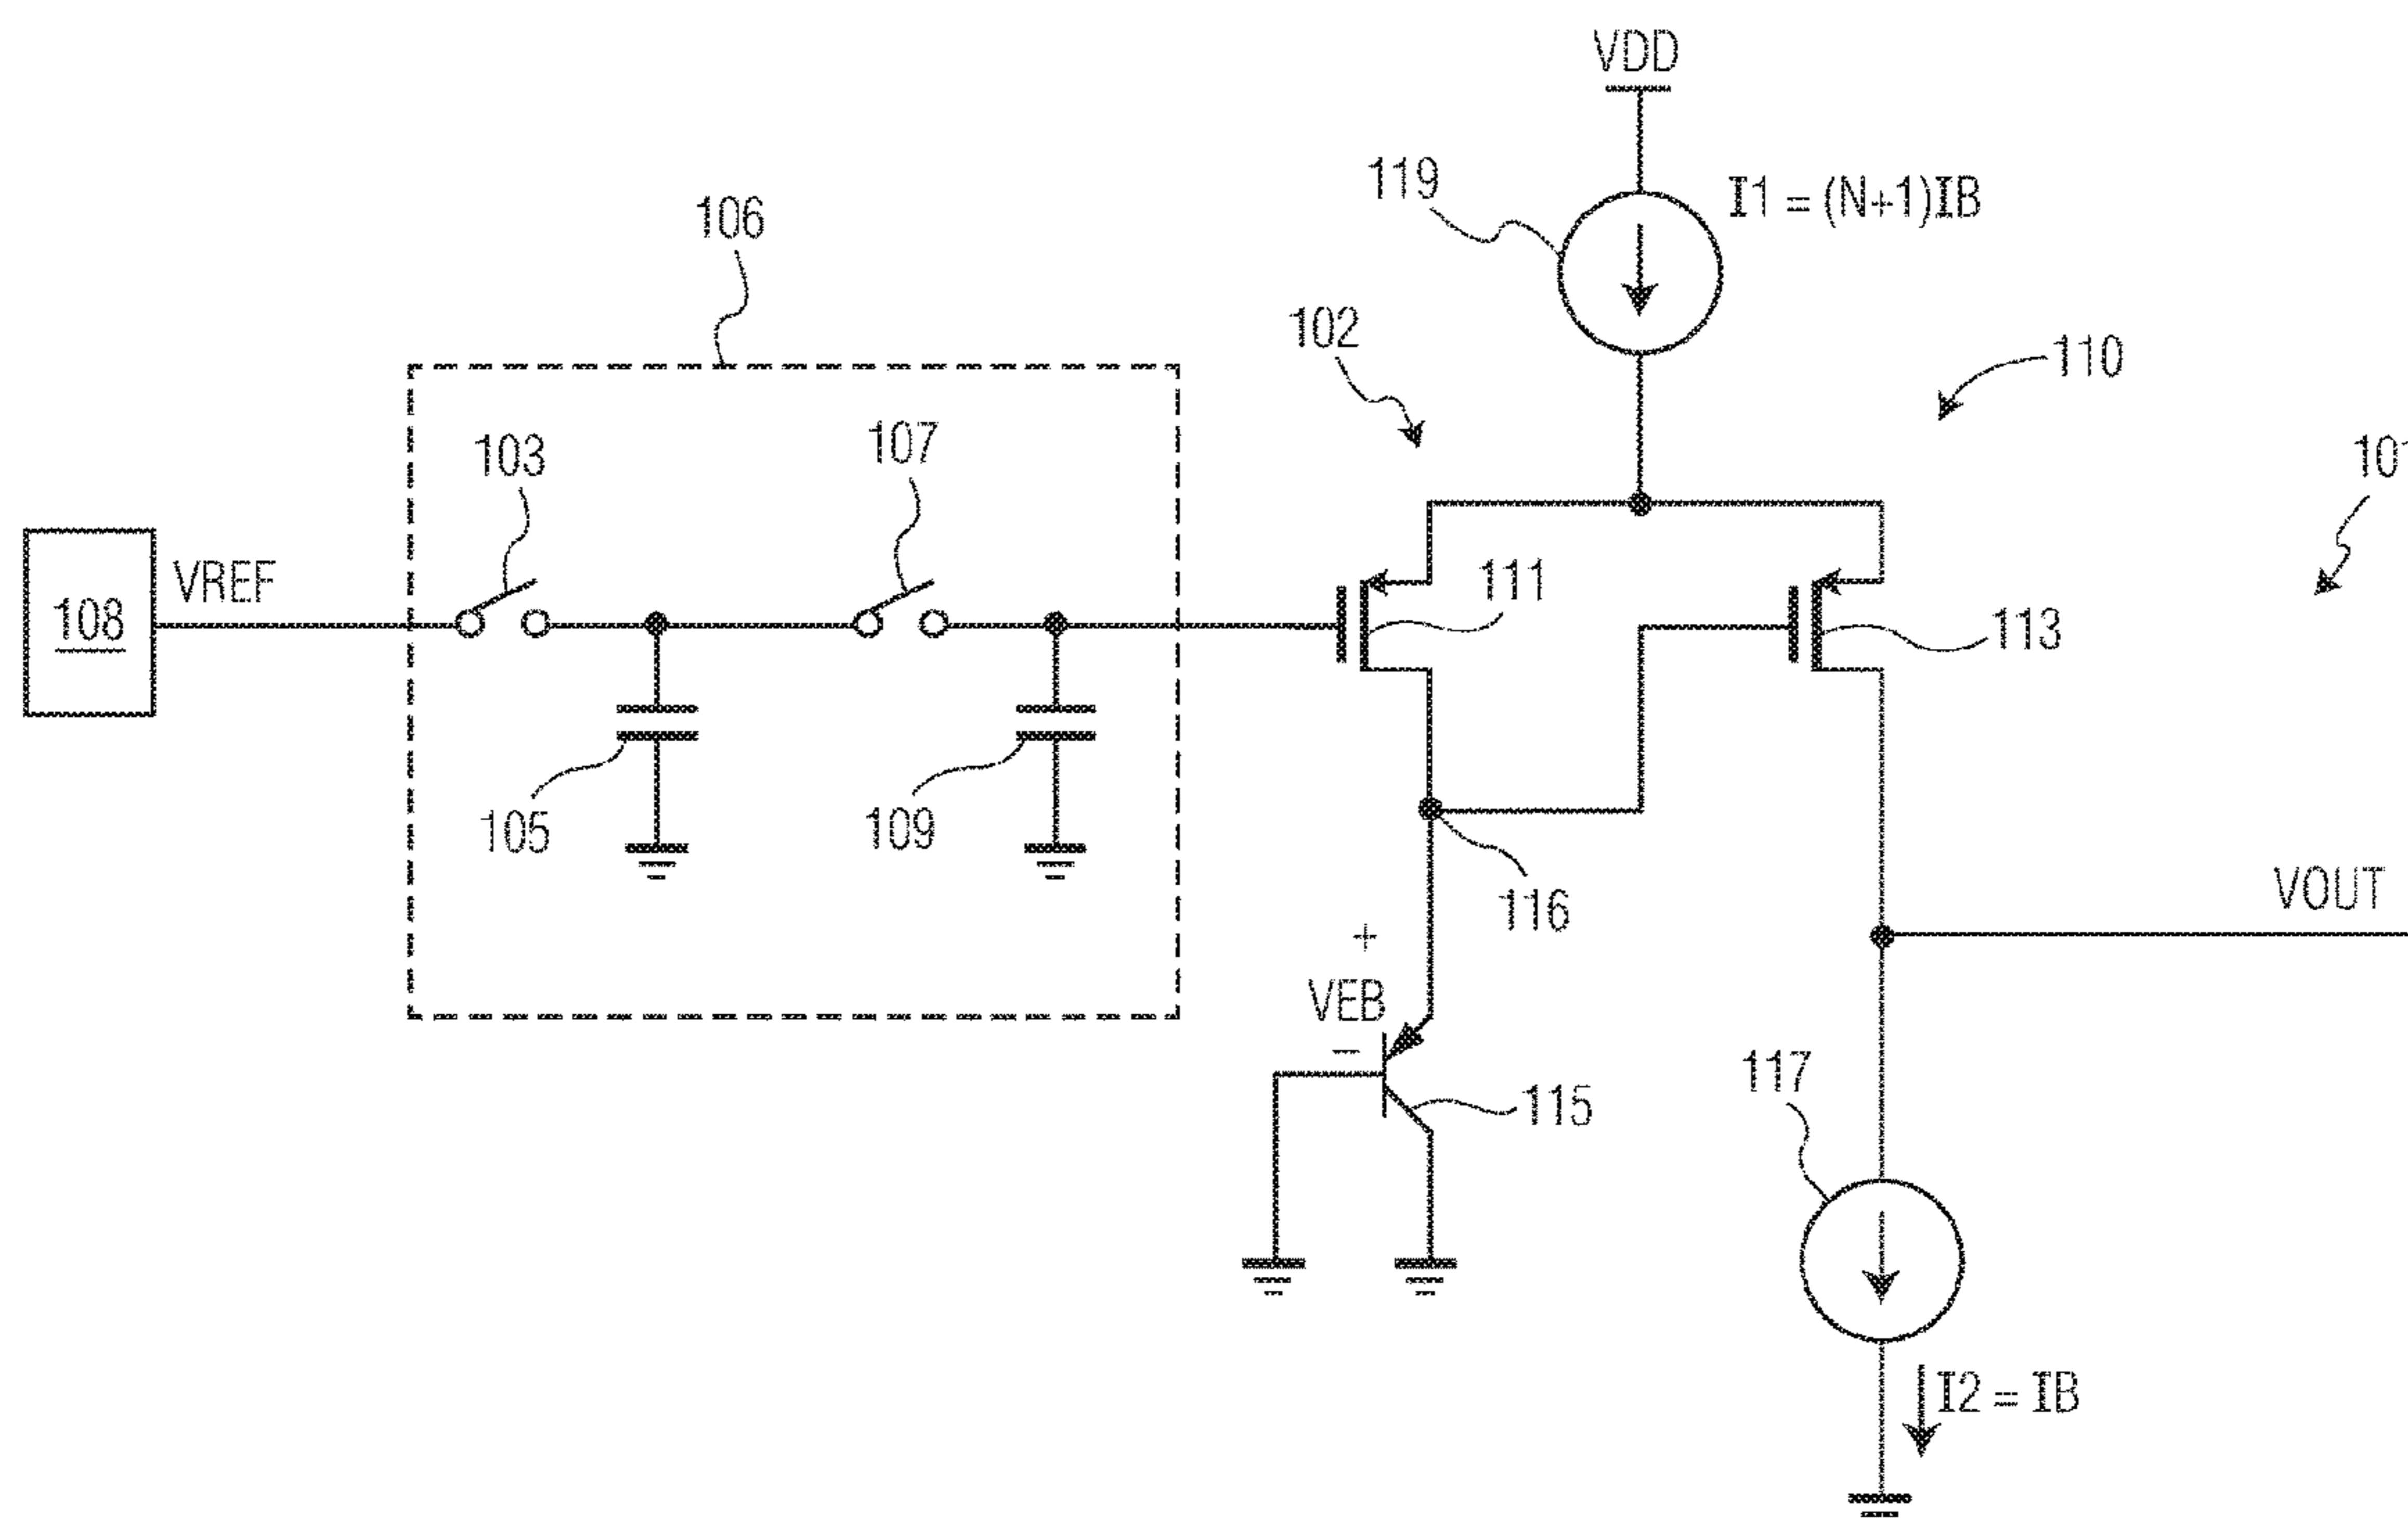 VDD
119
I1 = (N+1)IB
106
102
110
103
107
101
108
VREF
111
113
105
109
116
VOUT
+
VEB
−
115
117
I2 = IB